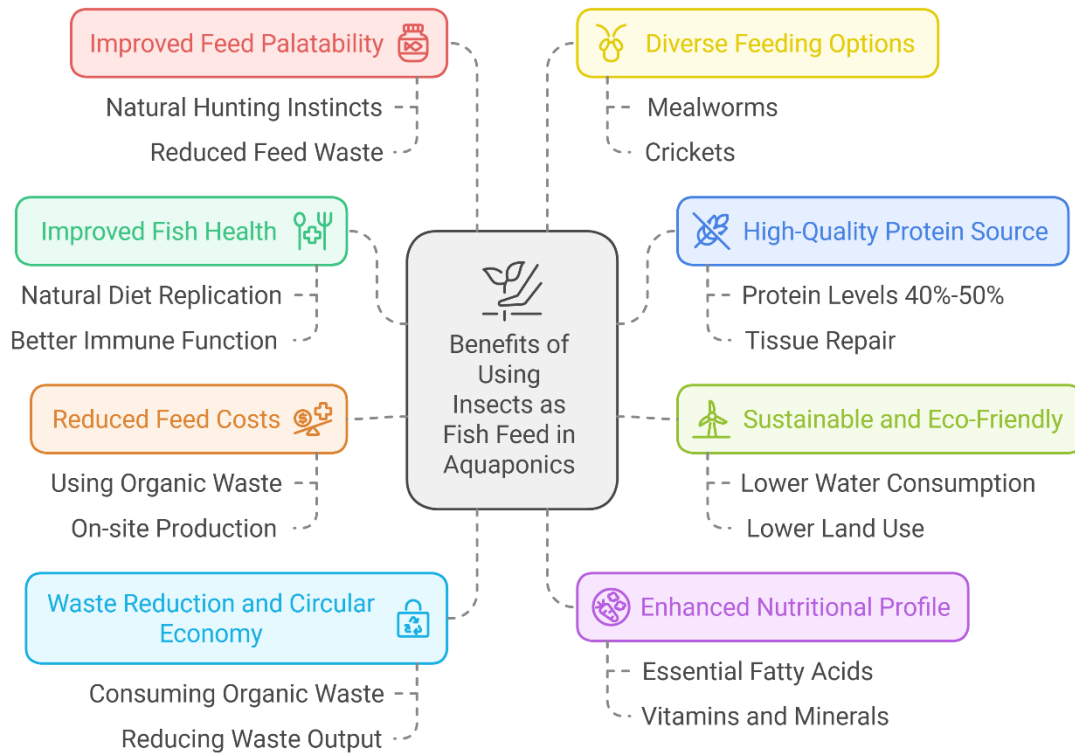 Improved Feed Palatability
Natural Hunting Instincts
Reduced Feed Waste
Diverse Feeding Options
Mealworms
Crickets
Improved Fish Health
Natural Diet Replication
Better Immune Function
High-Quality Protein Source
Protein Levels 40%-50%
Tissue Repair
Benefits of
Using
Insects as
Fish Feed in
Aquaponics
Reduced Feed Costs
Using Organic Waste
On-site Production
Sustainable and Eco-Friendly
Lower Water Consumption
Lower Land Use
Waste Reduction and Circular
Economy
Consuming Organic Waste
Reducing Waste Output
Enhanced Nutritional Profile
Essential Fatty Acids
Vitamins and Minerals